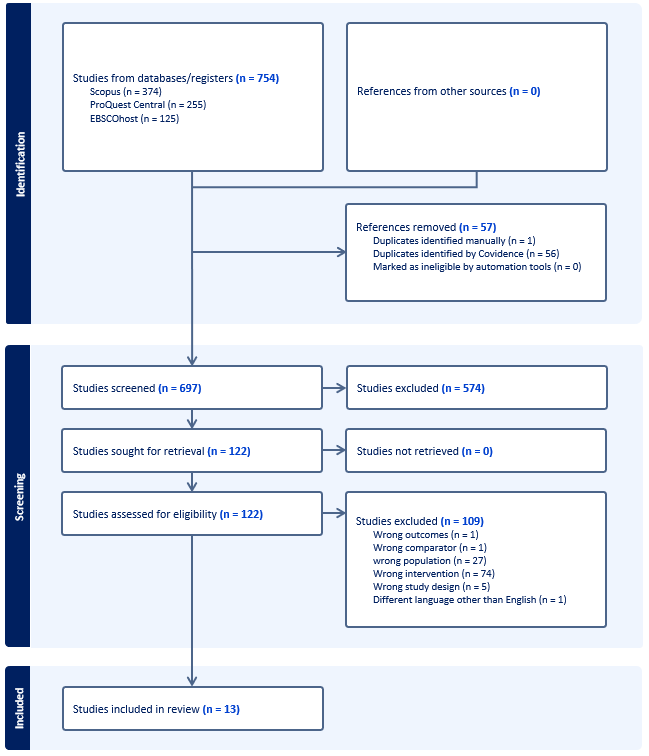 Identification
Studies from databases/registers (n = 754)
Scopus (n = 374)
ProQuest Central (n = 255)
EBSCOhost (n = 125)
References from other sources (n = 0)
References removed (n = 57)
Duplicates identified manually (n = 1)
Duplicates identified by Covidence (n = 56)
Marked as ineligible by automation tools (n = 0)
Screening
Studies screened (n = 697)
Studies excluded (n = 574)
Studies sought for retrieval (n = 122)
Studies not retrieved (n = 0)
Studies assessed for eligibility (n = 122)
Studies excluded (n = 109)
Wrong outcomes (n = 1)
Wrong comparator (n = 1)
wrong population (n = 27)
Wrong intervention (n = 74)
Wrong study design (n = 5)
Different language other than English (n = 1)
Included
Studies included in review (n = 13)